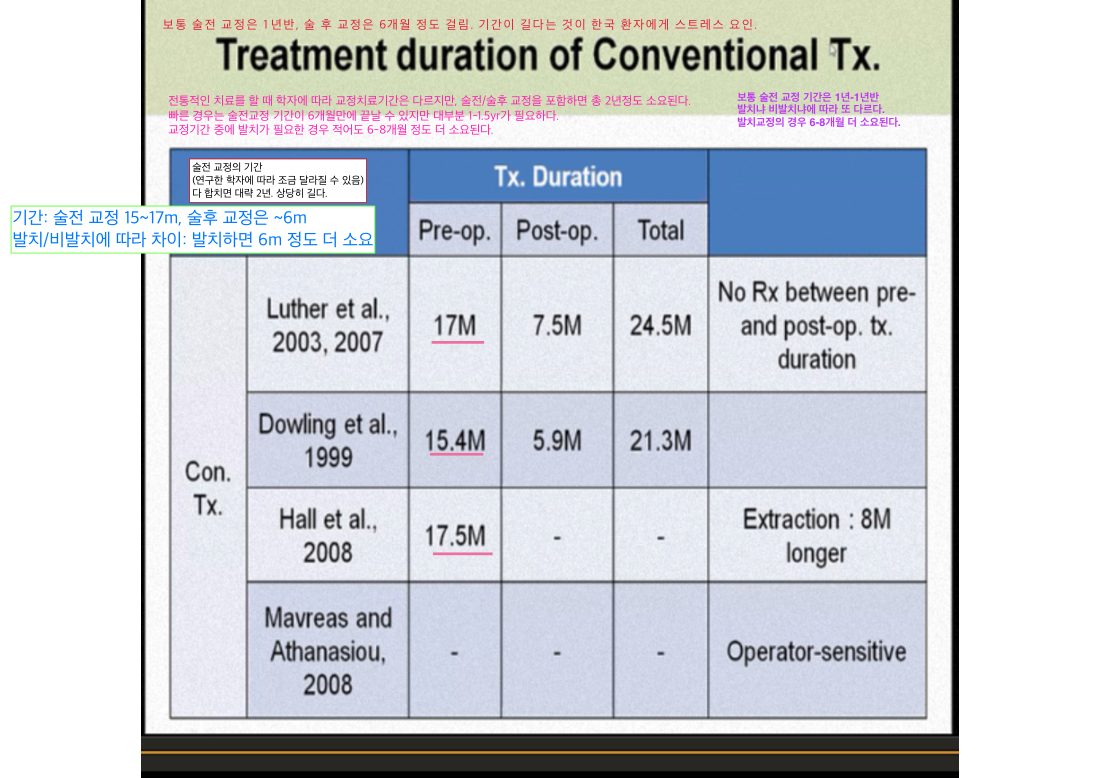 보통 술전 교정은 1년반, 술 후 교정은 6개월 정도 걸림. 기간이 길다는 것이 한국 환자에게 스트레스 요인.
Treatment duration of Conventional Tx.
전통적인 치료를 할 때 학자에 따라 교정치료기간은 다르지만, 술전/술후 교정을 포함하면 총 2년정도 소요된다.
빠른 경우는 술전교정 기간이 6개월만에 끝날 수 있지만 대부분 1-1.5yr가 필요하다.
교정기간 중에 발치가 필요한 경우 적어도 6-8개월 정도 더 소요된다.
보통 술전 교정 기간은 1년-1년반
발치냐 비발치냐에 따라 또 다르다.
발치교정의 경우 6-8개월 더 소요된다.
술전 교정의 기간
(연구한 학자에 따라 조금 달라질 수 있음)
다 합치면 대략 2년. 상당히 길다.
기간: 술전 교정 15~17m, 술후 교정은 ~6m
발치/비발치에 따라 차이: 발치하면 6m 정도 더 소요
Tx. Duration
Pre-op. Post-op. Total
Con.
Tx.
Luther et al.,
2003, 2007
17M 7.5M 24.5M
No Rx between pre-
and post-op. tx.
duration
Dowling et al.,
1999
15.4M 5.9M 21.3M
Hall et al.,
2008
17.5M - -
Extraction : 8M
longer
Mavreas and
Athanasiou,
2008
- - -
Operator-sensitive